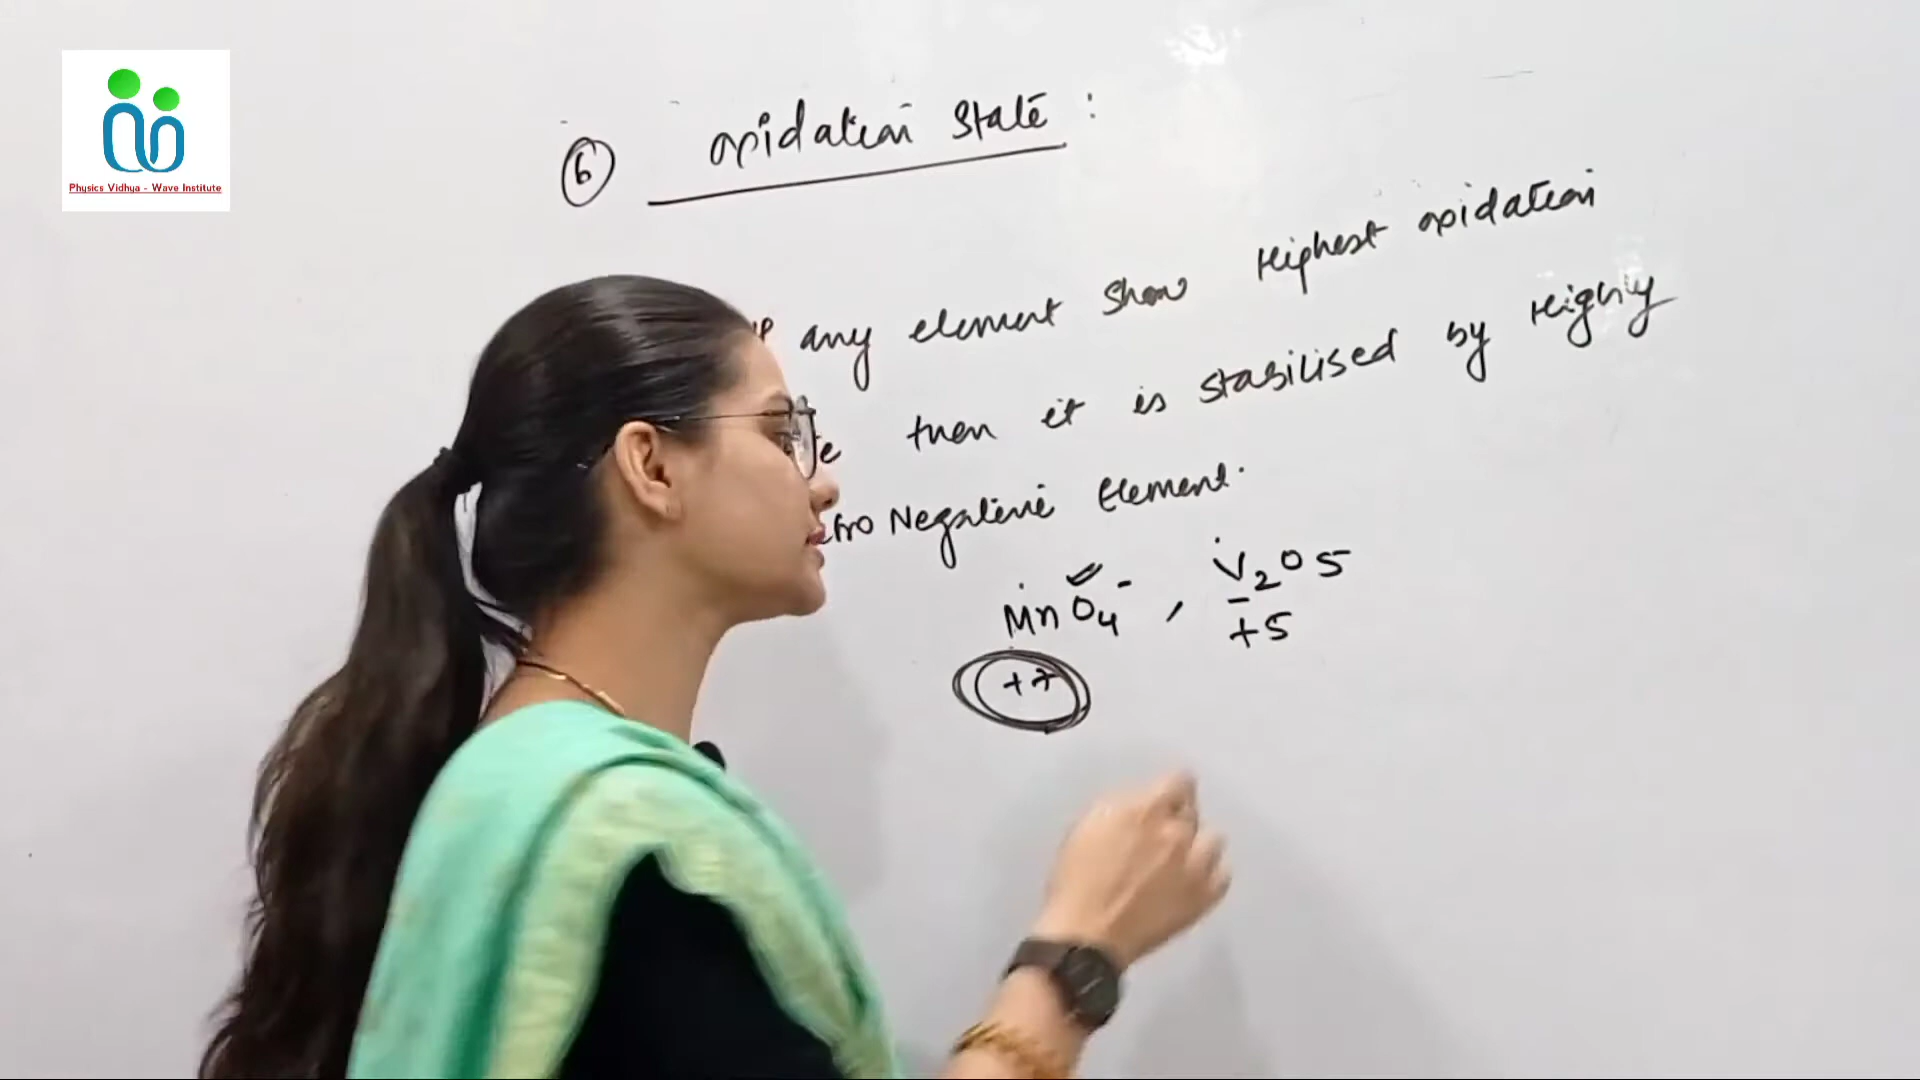 Physics Vidhya - Wave Institute
6 oxidation state :
any element show Highest oxidation
then it is stabilised by Highly
Negative Element.
MnO4-, V2O5
+7 +5